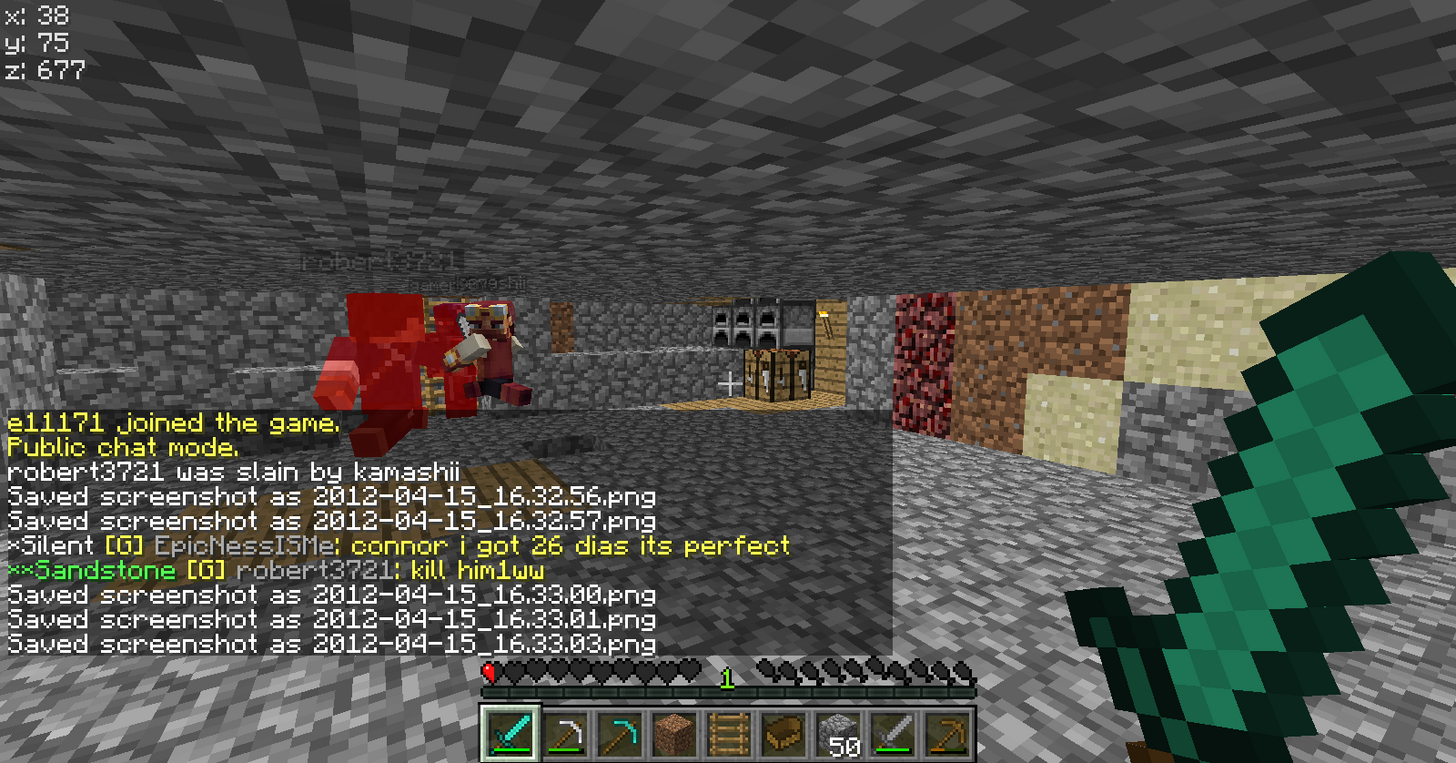 x: 38
y: 75
z: 677
robert3721
e11171 joined the game.
Public chat mode.
robert3721 was slain by kamashii
Saved screenshot as 2012-04-15_16.32.56.png
Saved screenshot as 2012-04-15_16.32.57.png
*Silent [G] EpicNessISMe: connor i got 26 dias its perfect
**Sandstone [G] robert3721: kill him1ww
Saved screenshot as 2012-04-15_16.33.00.png
Saved screenshot as 2012-04-15_16.33.01.png
Saved screenshot as 2012-04-15_16.33.03.png
1
50